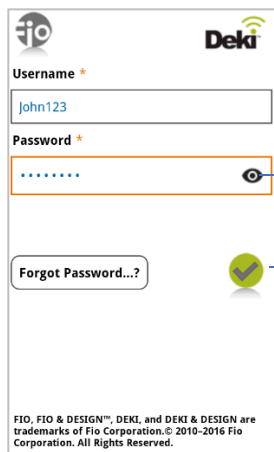 fio
Deki
Username *
John123
Password *
••••••••
Forgot Password...?
FIO, FIO & DESIGN™, DEKI, and DEKI & DESIGN are
trademarks of Fio Corporation.© 2010–2016 Fio
Corporation. All Rights Reserved.